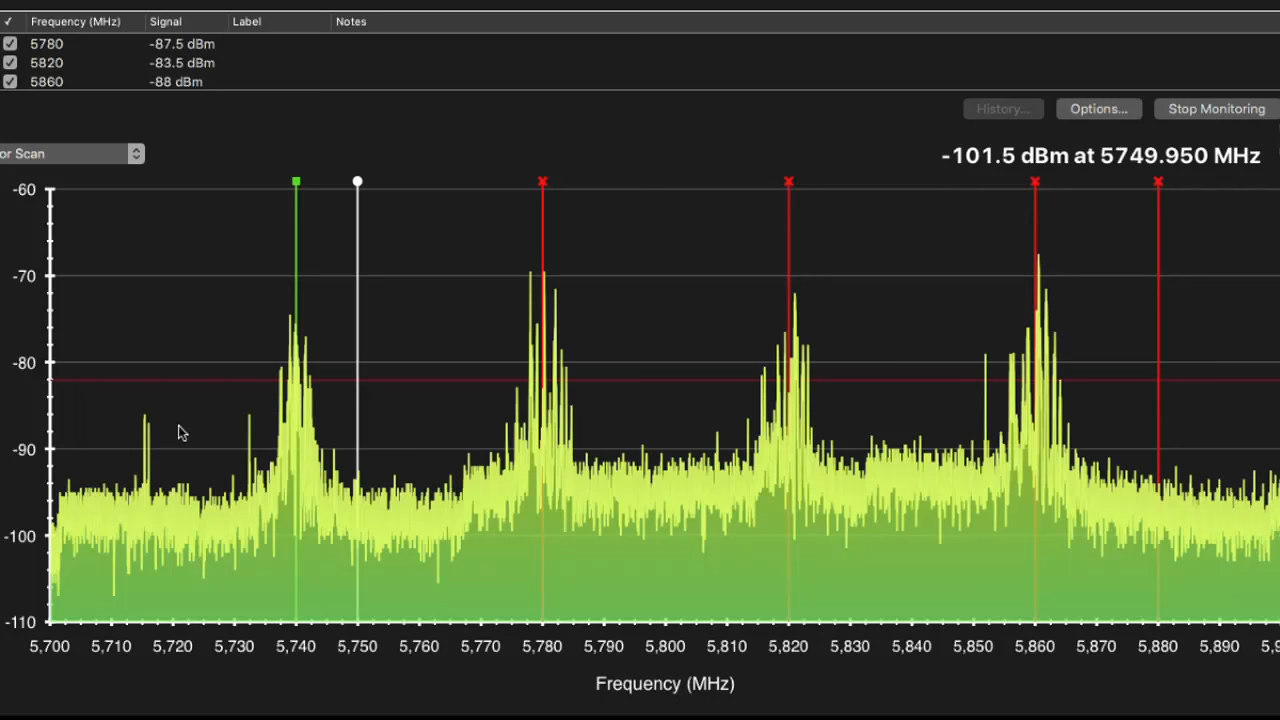 ✓ Frequency (MHz) Signal Label Notes
5780 -87.5 dBm
5820 -83.5 dBm
5860 -88 dBm
History... Options... Stop Monitoring
or Scan
-101.5 dBm at 5749.950 MHz
-60
-70
-80
-90
-100
-110
5,700 5,710 5,720 5,730 5,740 5,750 5,760 5,770 5,780 5,790 5,800 5,810 5,820 5,830 5,840 5,850 5,860 5,870 5,880 5,890 5,9
Frequency (MHz)